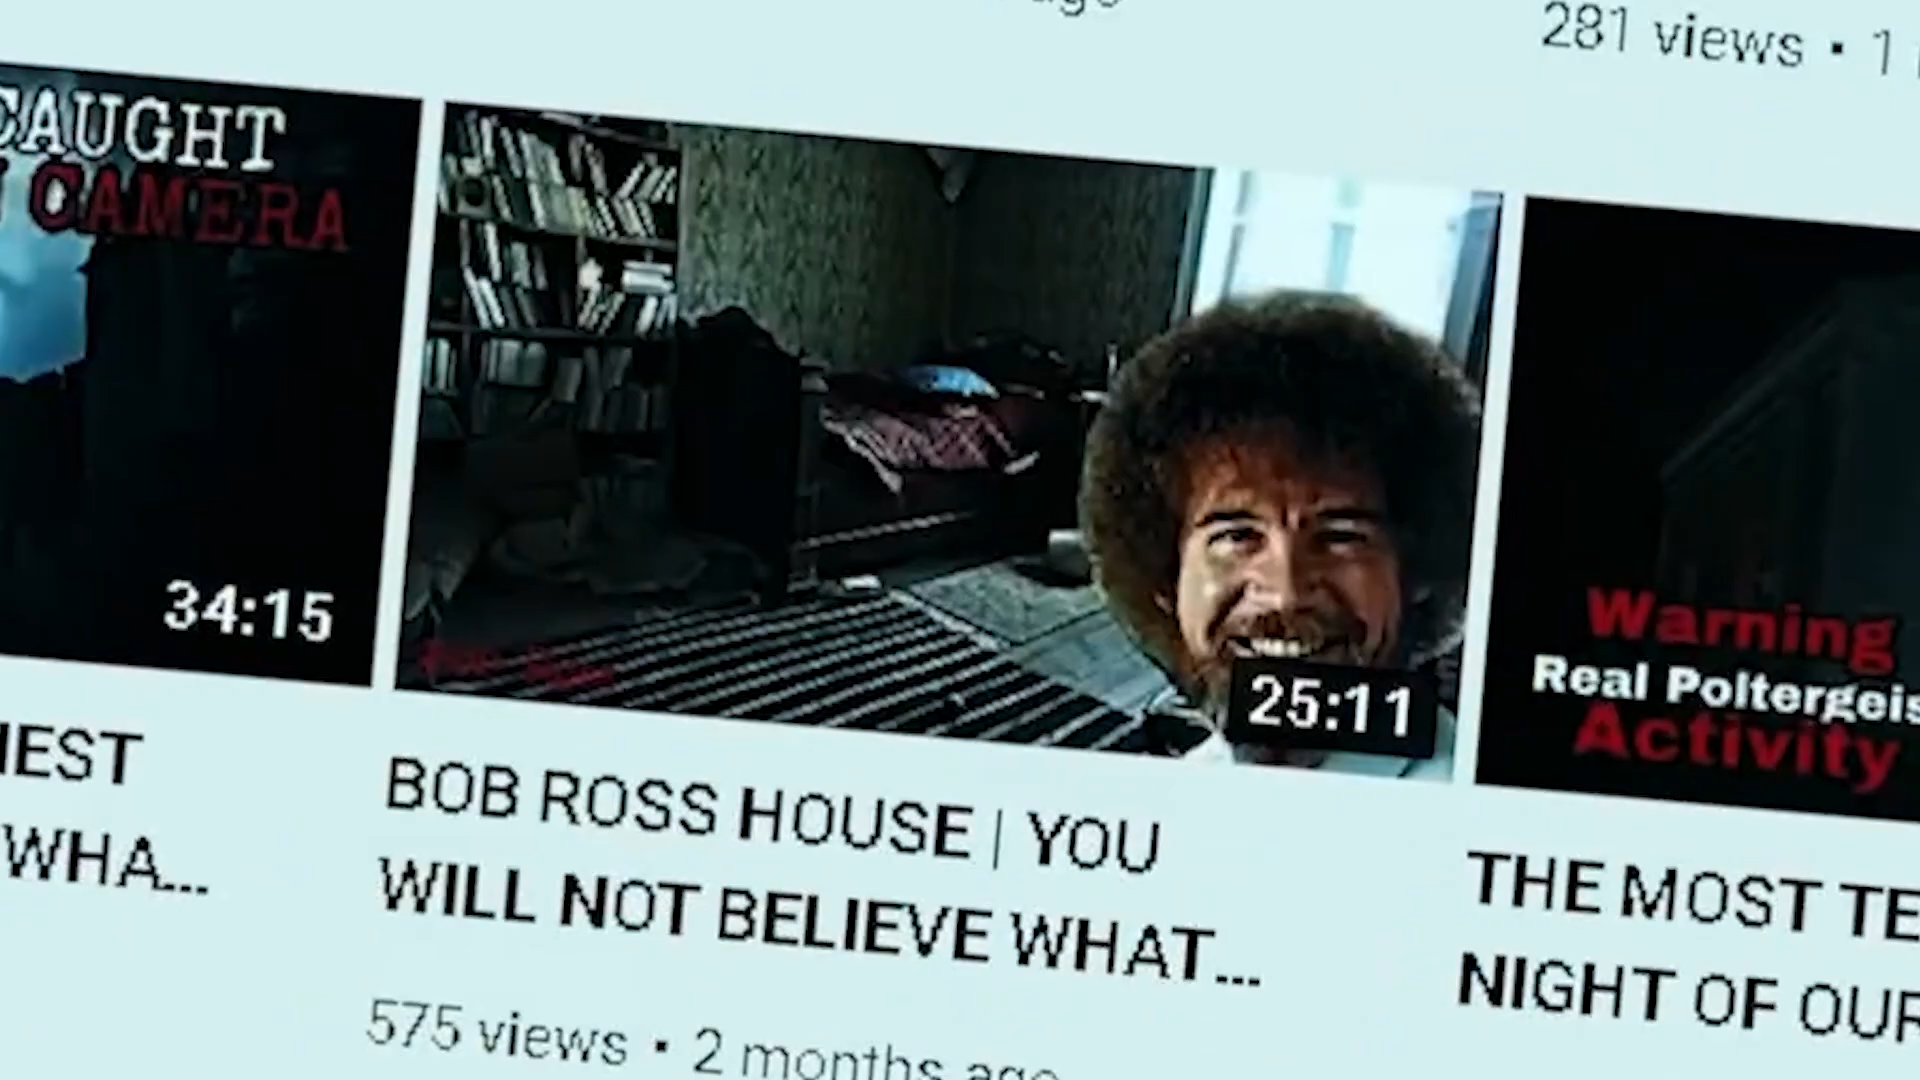 281 views • 1
CAUGHT
CAMERA
34:15
25:11
Warning
Real Poltergeis
Activity
IEST
WHA...
BOB ROSS HOUSE | YOU
WILL NOT BELIEVE WHAT...
575 views • 2 months ago
THE MOST TE
NIGHT OF OUR